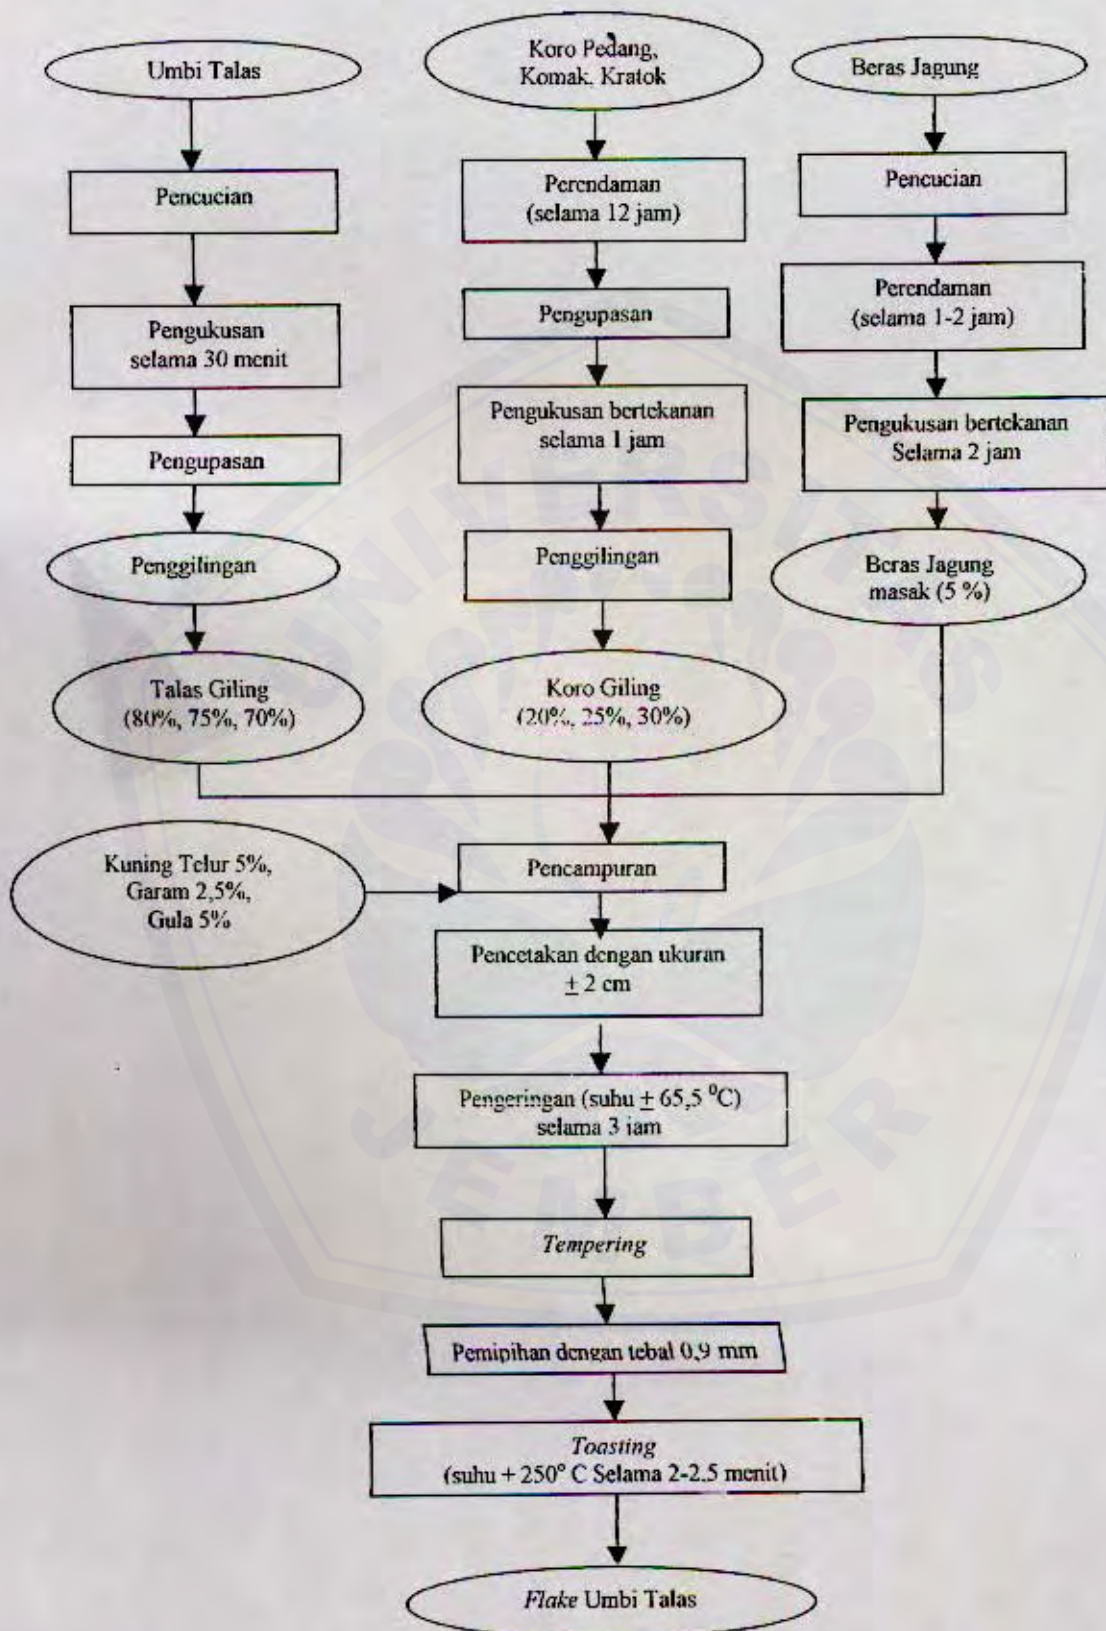 Umbi Talas
Pencucian
Pengukusan
selama 30 menit
Pengupasan
Penggilingan
Talas Giling
(80%, 75%, 70%)
Koro Pedang,
Komak, Kratok
Perendaman
(selama 12 jam)
Pengupasan
Pengukusan bertekanan
selama 1 jam
Penggilingan
Koro Giling
(20%, 25%, 30%)
Beras Jagung
Pencucian
Perendaman
(selama 1-2 jam)
Pengukusan bertekanan
Selama 2 jam
Beras Jagung
masak (5 %)
Kuning Telur 5%,
Garam 2,5%,
Gula 5%
Pencampuran
Pencetakan dengan ukuran
± 2 cm
Pengeringan (suhu ± 65,5 ⁰C)
selama 3 jam
Tempering
Pemipihan dengan tebal 0,9 mm
Toasting
(suhu + 250° C Selama 2-2.5 menit)
Flake Umbi Talas
UNIVERSITAS
JEMBER